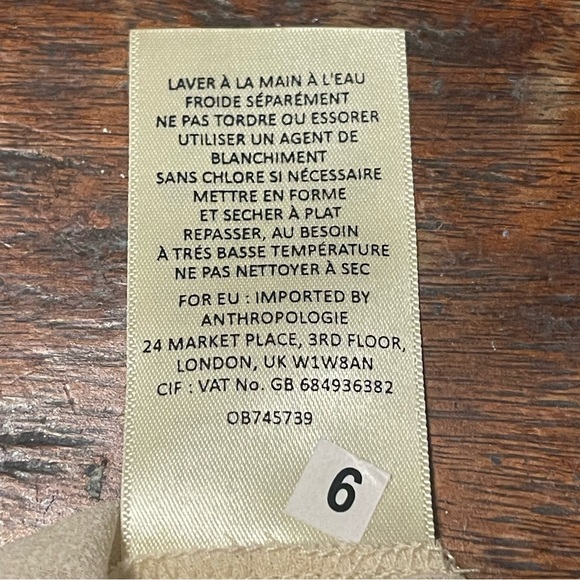 LAVER À LA MAIN À L'EAU
FROIDE SÉPARÉMENT
NE PAS TORDRE OU ESSORER
UTILISER UN AGENT DE
BLANCHIMENT
SANS CHLORE SI NÉCESSAIRE
METTRE EN FORME
ET SECHER À PLAT
REPASSER, AU BESOIN
À TRÉS BASSE TEMPÉRATURE
NE PAS NETTOYER À SEC
FOR EU : IMPORTED BY
ANTHROPOLOGIE
24 MARKET PLACE, 3RD FLOOR,
LONDON, UK W1W8AN
CIF : VAT No. GB 684936382
OB745739
6